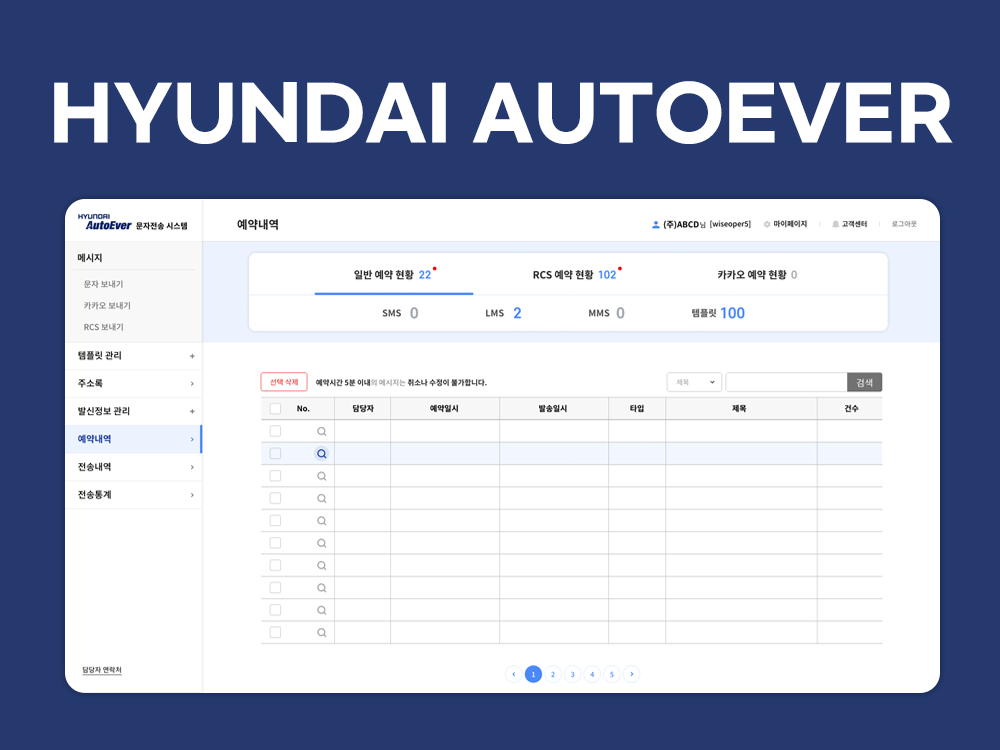 HYUNDAI AUTOEVER
HYUNDAI
AutoEver 문자전송 시스템
예약내역
(주)ABCD님 [wiseoper5] 마이페이지 고객센터 로그아웃
메시지
문자 보내기
카카오 보내기
RCS 보내기
템플릿 관리 +
주소록 >
발신정보 관리 +
예약내역 >
전송내역 >
전송통계 >
담당자 연락처
일반 예약 현황 22 RCS 예약 현황 102 카카오 예약 현황 0
SMS 0 LMS 2 MMS 0 템플릿 100
선택 삭제 예약시간 5분 이내의 메시지는 취소나 수정이 불가합니다. 제목 검색
No. 담당자 예약일시 발송일시 타입 제목 건수
< 1 2 3 4 5 >